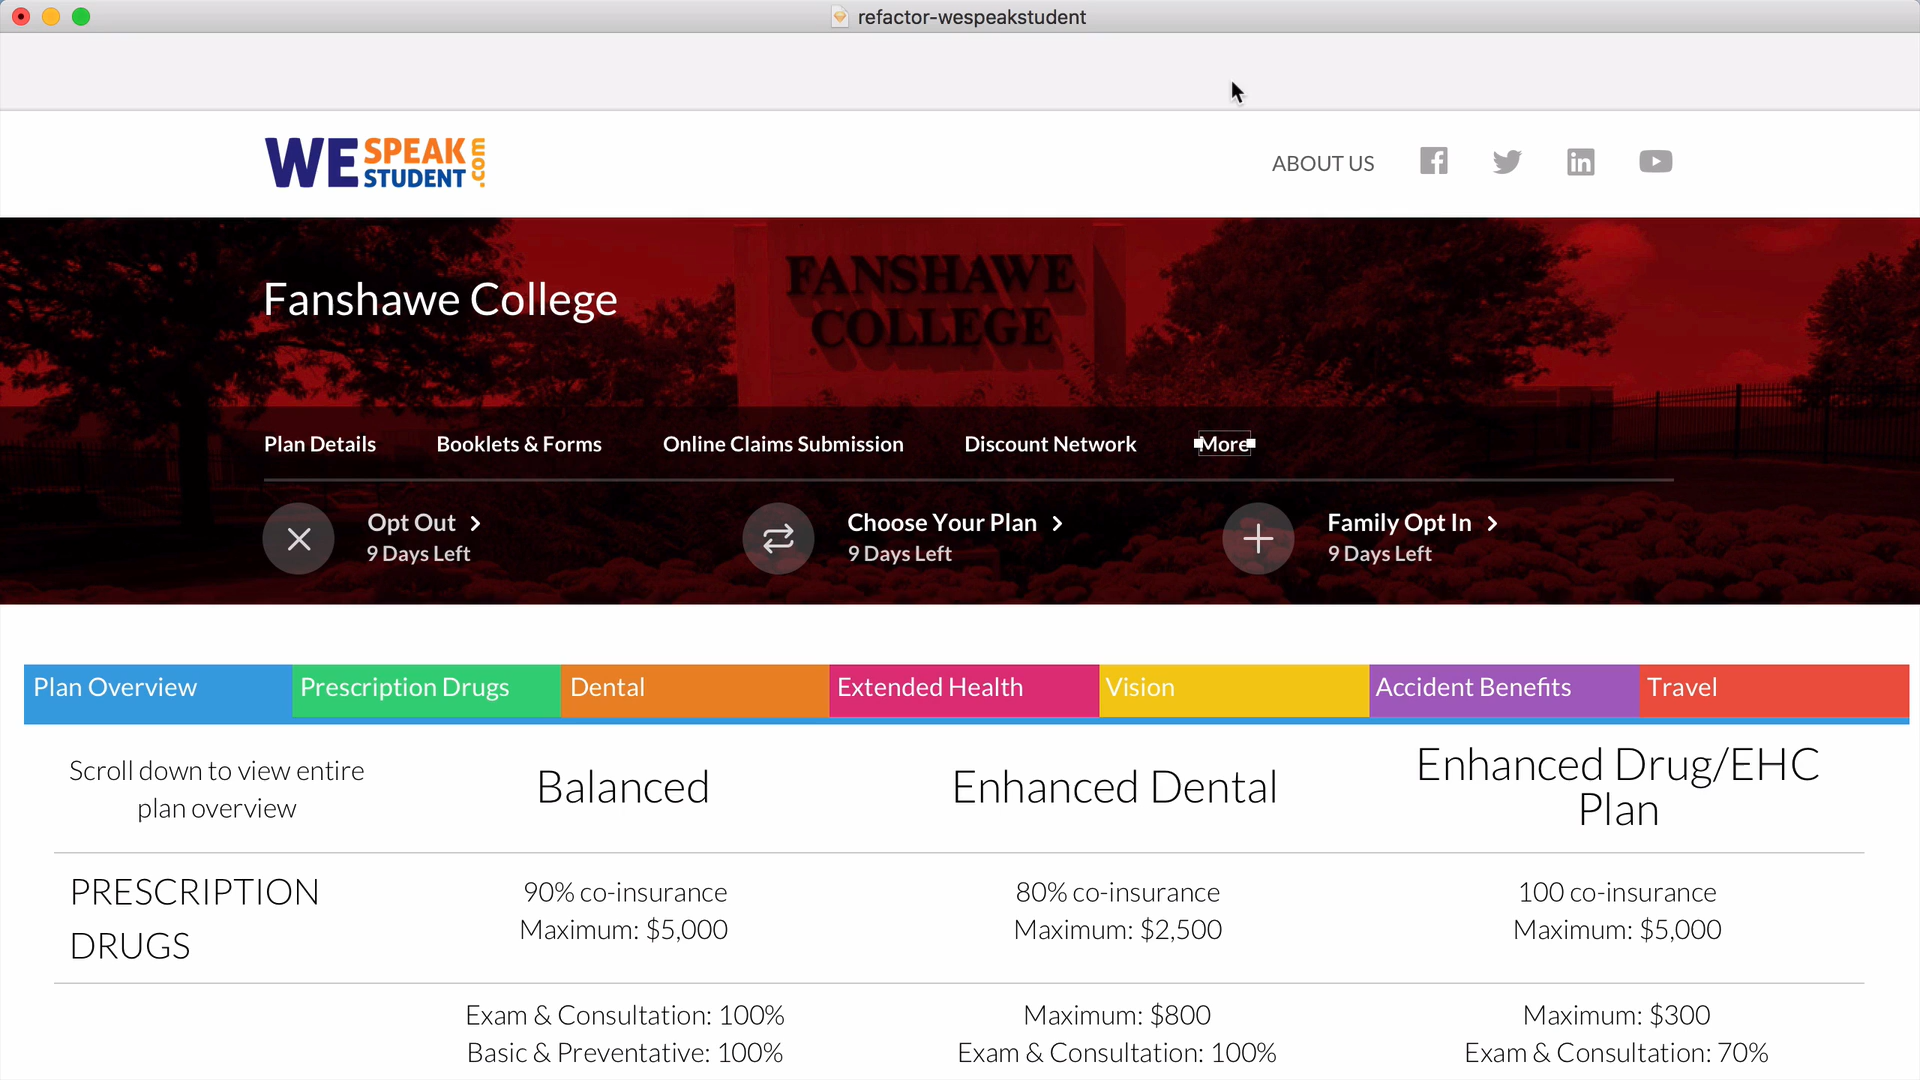 refactor-wespeakstudent
WE SPEAK STUDENT .com
ABOUT US
FANSHAWE
COLLEGE
Fanshawe College
Plan Details
Booklets & Forms
Online Claims Submission
Discount Network
More
Opt Out
9 Days Left
Choose Your Plan
9 Days Left
Family Opt In
9 Days Left
Plan Overview
Prescription Drugs
Dental
Extended Health
Vision
Accident Benefits
Travel
Scroll down to view entire
plan overview
Balanced
Enhanced Dental
Enhanced Drug/EHC
Plan
PRESCRIPTION
DRUGS
90% co-insurance
Maximum: $5,000
80% co-insurance
Maximum: $2,500
100 co-insurance
Maximum: $5,000
Exam & Consultation: 100%
Basic & Preventative: 100%
Maximum: $800
Exam & Consultation: 100%
Maximum: $300
Exam & Consultation: 70%